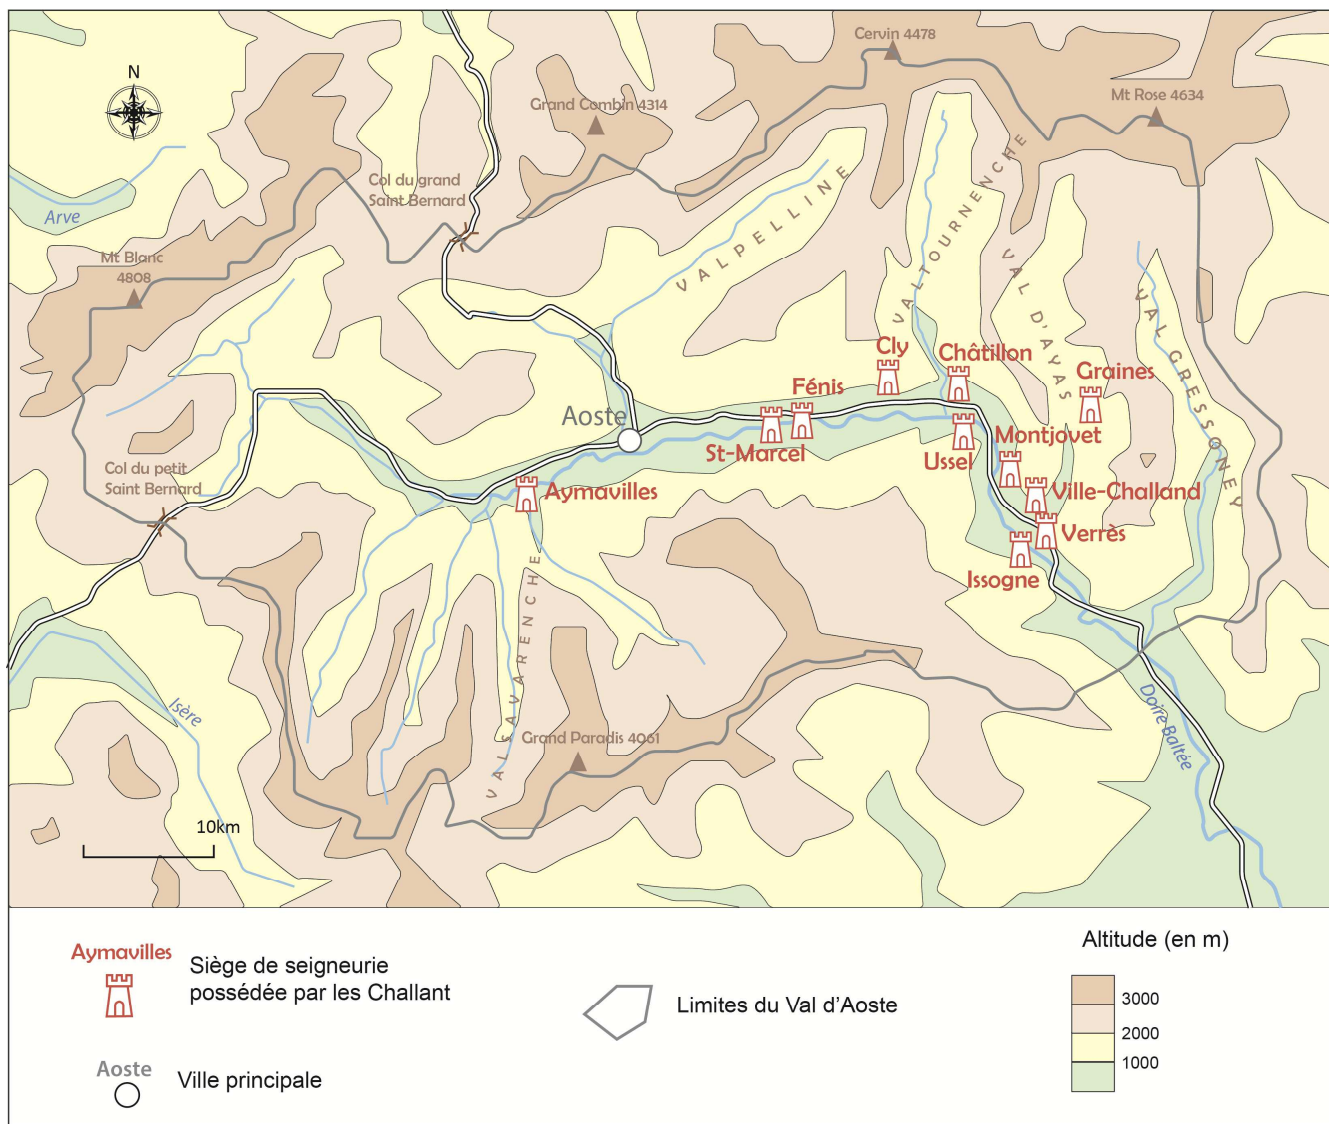 Cervin 4478
N
Mt Rose 4634
Grand Combin 4314
Col du grand
Saint Bernard
Arve
VALPELLINE
VALTOURNENCHE
Mt Blanc
4808
VAL D'AYAS
VAL GRESSONEY
Cly
Châtillon
Graines
Fénis
Aoste
Montjovet
St-Marcel
Ussel
Col du petit
Saint Bernard
Aymavilles
Ville-Challand
Verrès
Issogne
VALSAVARENCHE
Isère
Doire Baltée
Grand Paradis 4061
10km
Aymavilles
Siège de seigneurie
possédée par les Challant
Limites du Val d'Aoste
Altitude (en m)
3000
2000
1000
Aoste
Ville principale